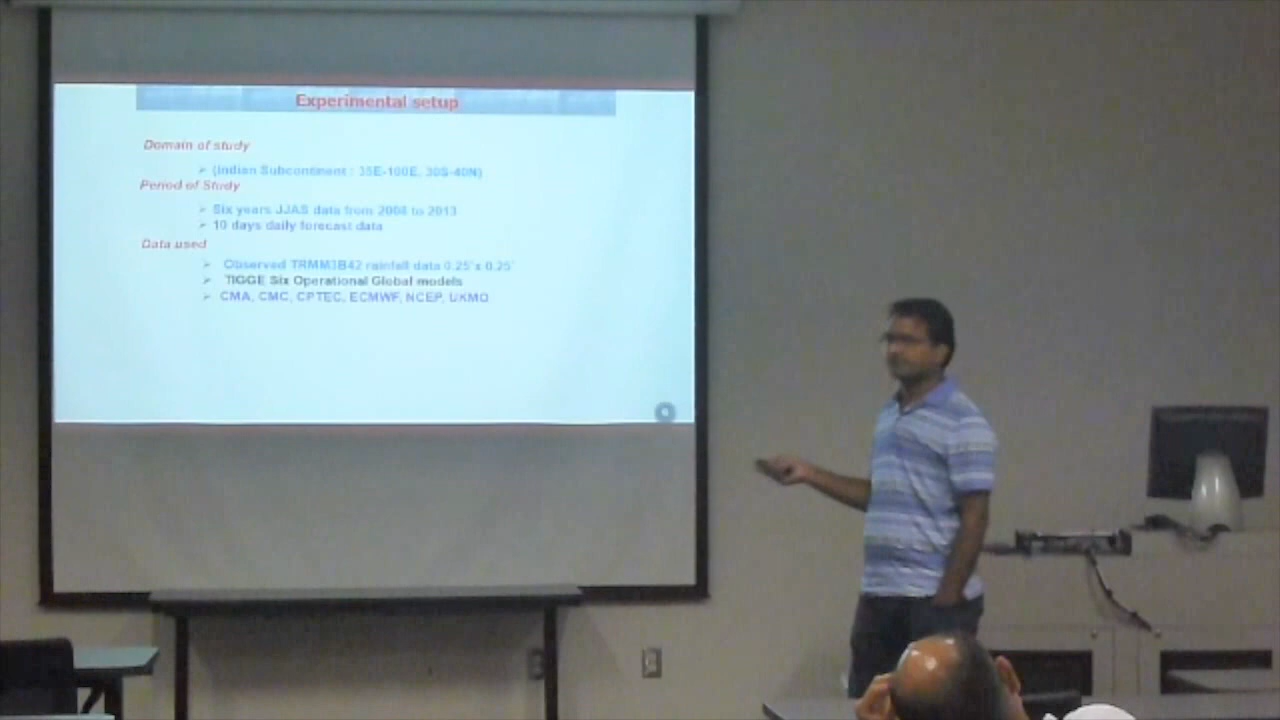 Experimental setup
Domain of study
➢ (Indian Subcontinent : 35E-100E, 30S-40N)
Period of Study
➢ Six years JJAS data from 2008 to 2013
➢ 10 days daily forecast data
Data used
➢ Observed TRMM3B42 rainfall data 0.25°x 0.25°
➢ TIGGE Six Operational Global models
➢ CMA, CMC, CPTEC, ECMWF, NCEP, UKMO